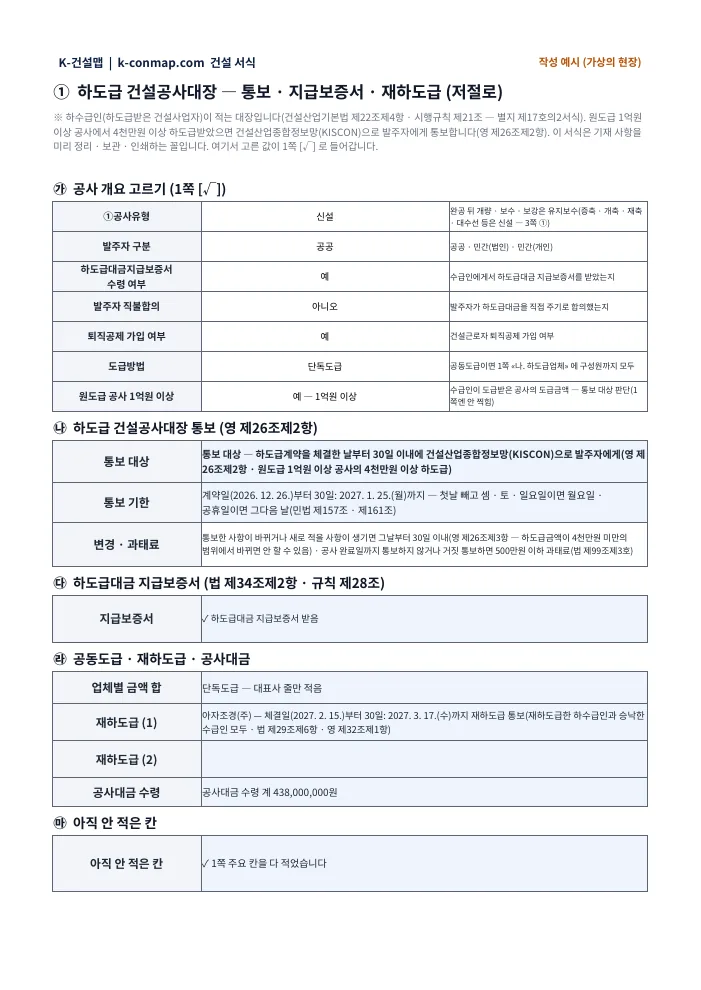 K-건설맵 | k-conmap.com 건설 서식
작성 예시 (가상의 현장)
① 하도급 건설공사대장 — 통보 · 지급보증서 · 재하도급 (저절로)
※ 하수급인(하도급받은 건설사업자)이 적는 대장입니다(건설산업기본법 제22조제4항 · 시행규칙 제21조 — 별지 제17호의2서식). 원도급 1억원
이상 공사에서 4천만원 이상 하도급받았으면 건설산업종합정보망(KISCON)으로 발주자에게 통보합니다(영 제26조제2항). 이 서식은 기재 사항을
미리 정리 · 보관 · 인쇄하는 꼴입니다. 여기서 고른 값이 1쪽 [√] 로 들어갑니다.
㉮ 공사 개요 고르기 (1쪽 [√])
①공사유형
신설
완공 뒤 개량 · 보수 · 보강은 유지보수(증축 · 개축 · 재축
· 대수선 등은 신설 — 3쪽 ①)
발주자 구분
공공
공공 · 민간(법인) · 민간(개인)
하도급대금지급보증서
수령 여부
예
수급인에게서 하도급대금 지급보증서를 받았는지
발주자 직불합의
아니오
발주자가 하도급대금을 직접 주기로 합의했는지
퇴직공제 가입 여부
예
건설근로자 퇴직공제 가입 여부
도급방법
단독도급
공동도급이면 1쪽 «나. 하도급업체» 에 구성원까지 모두
원도급 공사 1억원 이상
예 — 1억원 이상
수급인이 도급받은 공사의 도급금액 — 통보 대상 판단(1
쪽엔 안 찍힘)
㉯ 하도급 건설공사대장 통보 (영 제26조제2항)
통보 대상
통보 대상 — 하도급계약을 체결한 날부터 30일 이내에 건설산업종합정보망(KISCON)으로 발주자에게(영 제
26조제2항 · 원도급 1억원 이상 공사의 4천만원 이상 하도급)
통보 기한
계약일(2026. 12. 26.)부터 30일: 2027. 1. 25.(월)까지 — 첫날 빼고 셈 · 토 · 일요일이면 월요일 ·
공휴일이면 그다음 날(민법 제157조 · 제161조)
변경 · 과태료
통보한 사항이 바뀌거나 새로 적을 사항이 생기면 그날부터 30일 이내(영 제26조제3항 — 하도급금액이 4천만원 미만의
범위에서 바뀌면 안 할 수 있음) · 공사 완료일까지 통보하지 않거나 거짓 통보하면 500만원 이하 과태료(법 제99조제3호)
㉰ 하도급대금 지급보증서 (법 제34조제2항 · 규칙 제28조)
지급보증서
✓ 하도급대금 지급보증서 받음
㉱ 공동도급 · 재하도급 · 공사대금
업체별 금액 합
단독도급 — 대표사 줄만 적음
재하도급 (1)
아자조경(주) — 체결일(2027. 2. 15.)부터 30일: 2027. 3. 17.(수)까지 재하도급 통보(재하도급한 하수급인과 승낙한
수급인 모두 · 법 제29조제6항 · 영 제32조제1항)
재하도급 (2)
공사대금 수령
공사대금 수령 계 438,000,000원
㉲ 아직 안 적은 칸
아직 안 적은 칸
✓ 1쪽 주요 칸을 다 적었습니다